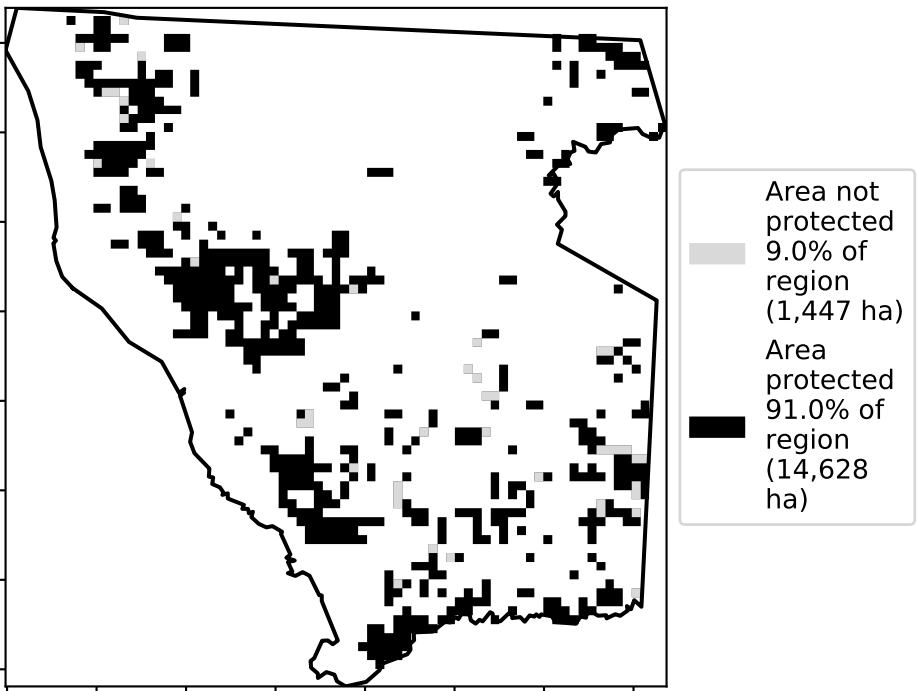 Area not
protected
9.0% of
region
(1,447 ha)
Area
protected
91.0% of
region
(14,628
ha)